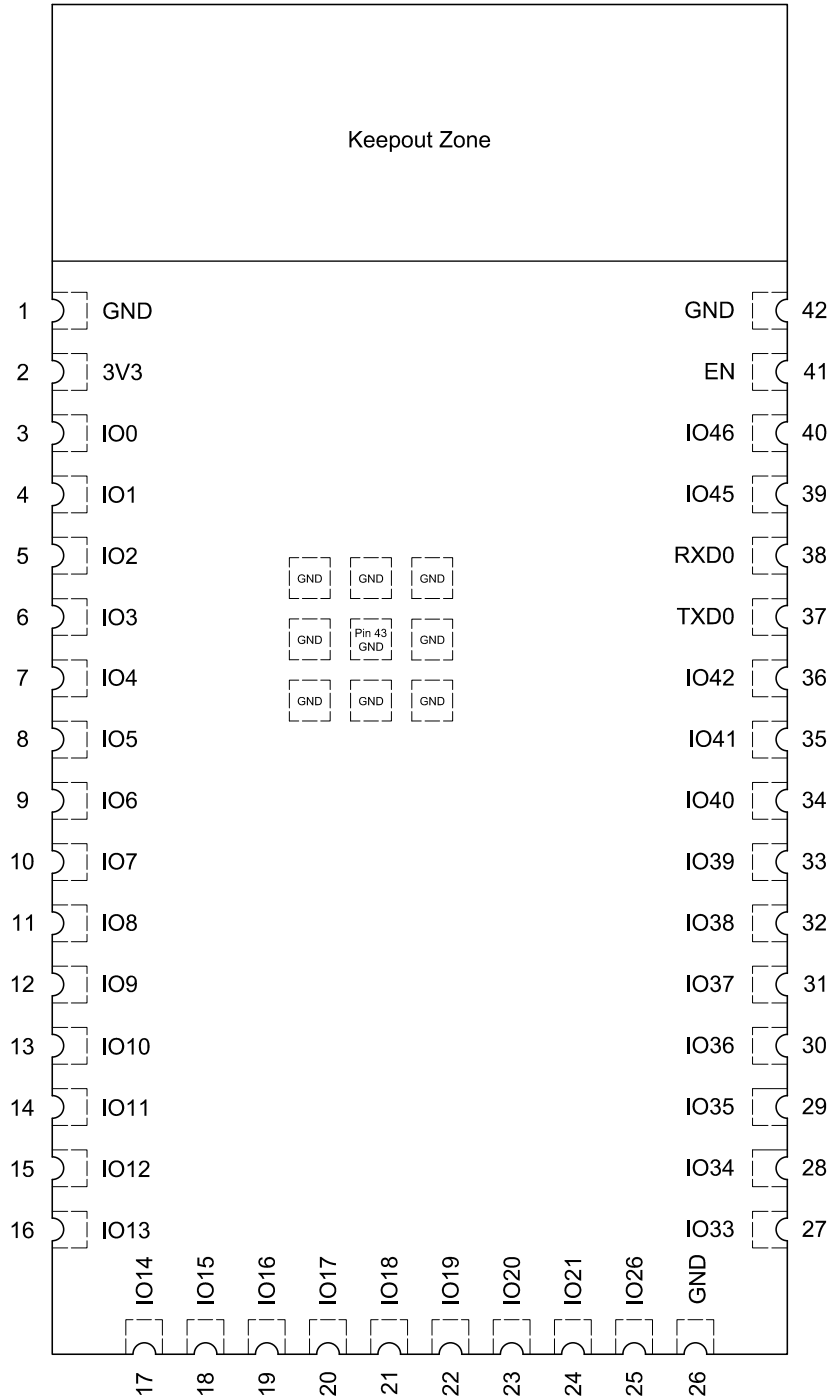 Keepout Zone
1 GND GND 42
2 3V3 EN 41
3 IO0 IO46 40
4 IO1 IO45 39
5 IO2 RXD0 38
GND GND GND
6 IO3 TXD0 37
GND Pin 43 GND GND
7 IO4 IO42 36
GND GND GND
8 IO5 IO41 35
9 IO6 IO40 34
10 IO7 IO39 33
11 IO8 IO38 32
12 IO9 IO37 31
13 IO10 IO36 30
14 IO11 IO35 29
15 IO12 IO34 28
16 IO13 IO33 27
IO14 IO15 IO16 IO17 IO18 IO19 IO20 IO21 IO26 GND
17 18 19 20 21 22 23 24 25 26